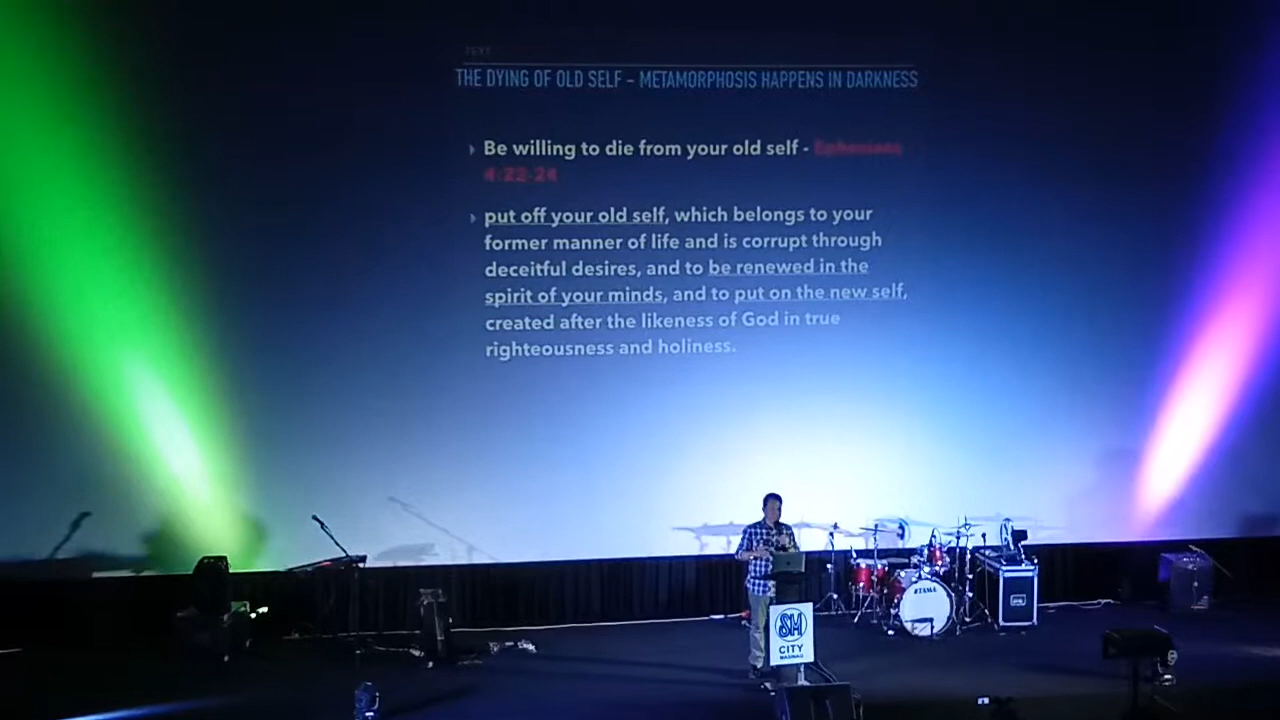 TEXT
THE DYING OF OLD SELF – METAMORPHOSIS HAPPENS IN DARKNESS
Be willing to die from your old self - Ephesians
4:22-24
put off your old self, which belongs to your
former manner of life and is corrupt through
deceitful desires, and to be renewed in the
spirit of your minds, and to put on the new self,
created after the likeness of God in true
righteousness and holiness.
TAMA
SM
CITY